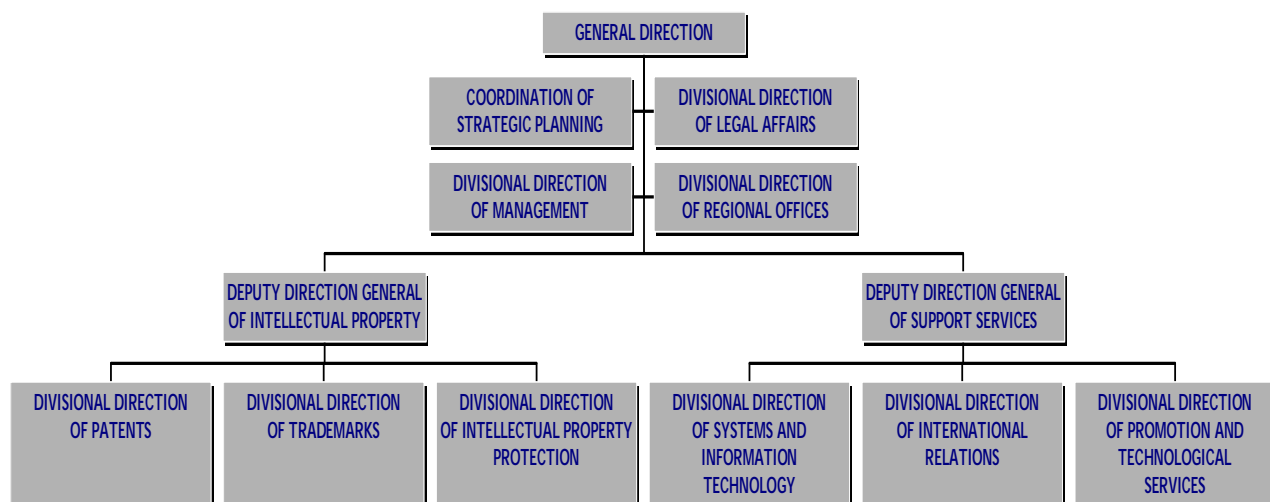 GENERAL DIRECTION
COORDINATION OF
STRATEGIC PLANNING
DIVISIONAL DIRECTION
OF LEGAL AFFAIRS
DIVISIONAL DIRECTION
OF MANAGEMENT
DIVISIONAL DIRECTION
OF REGIONAL OFFICES
DEPUTY DIRECTION GENERAL
OF INTELLECTUAL PROPERTY
DEPUTY DIRECTION GENERAL
OF SUPPORT SERVICES
DIVISIONAL DIRECTION
OF PATENTS
DIVISIONAL DIRECTION
OF TRADEMARKS
DIVISIONAL DIRECTION
OF INTELLECTUAL PROPERTY
PROTECTION
DIVISIONAL DIRECTION
OF SYSTEMS AND
INFORMATION
TECHNOLOGY
DIVISIONAL DIRECTION
OF INTERNATIONAL
RELATIONS
DIVISIONAL DIRECTION
OF PROMOTION AND
TECHNOLOGICAL
SERVICES